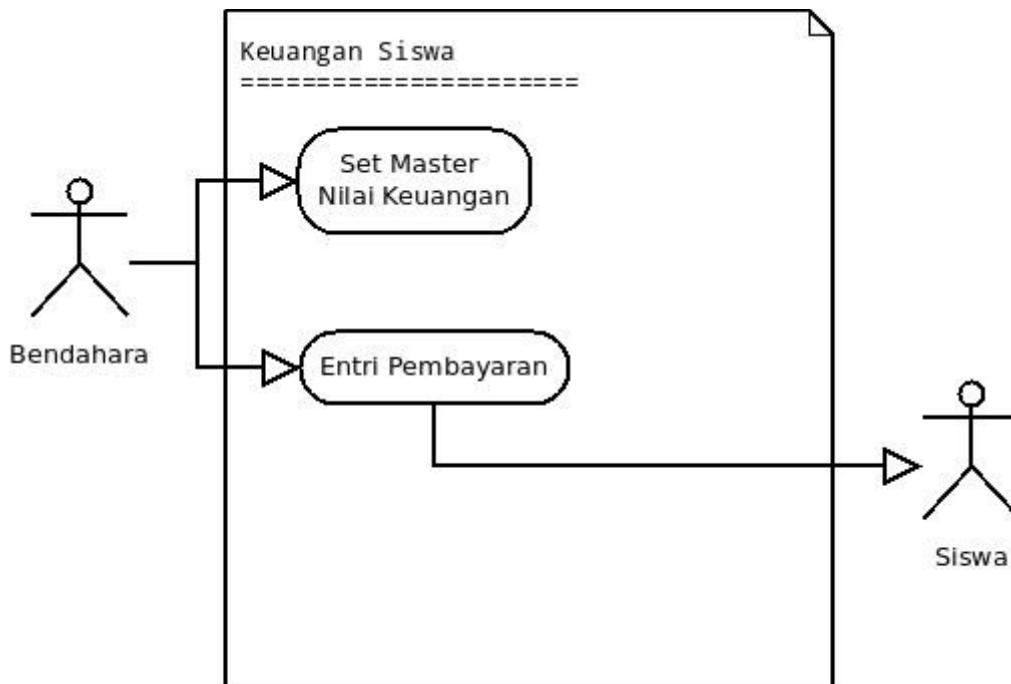 Keuangan Siswa
======================
Set Master
Nilai Keuangan
Bendahara
Entri Pembayaran
Siswa